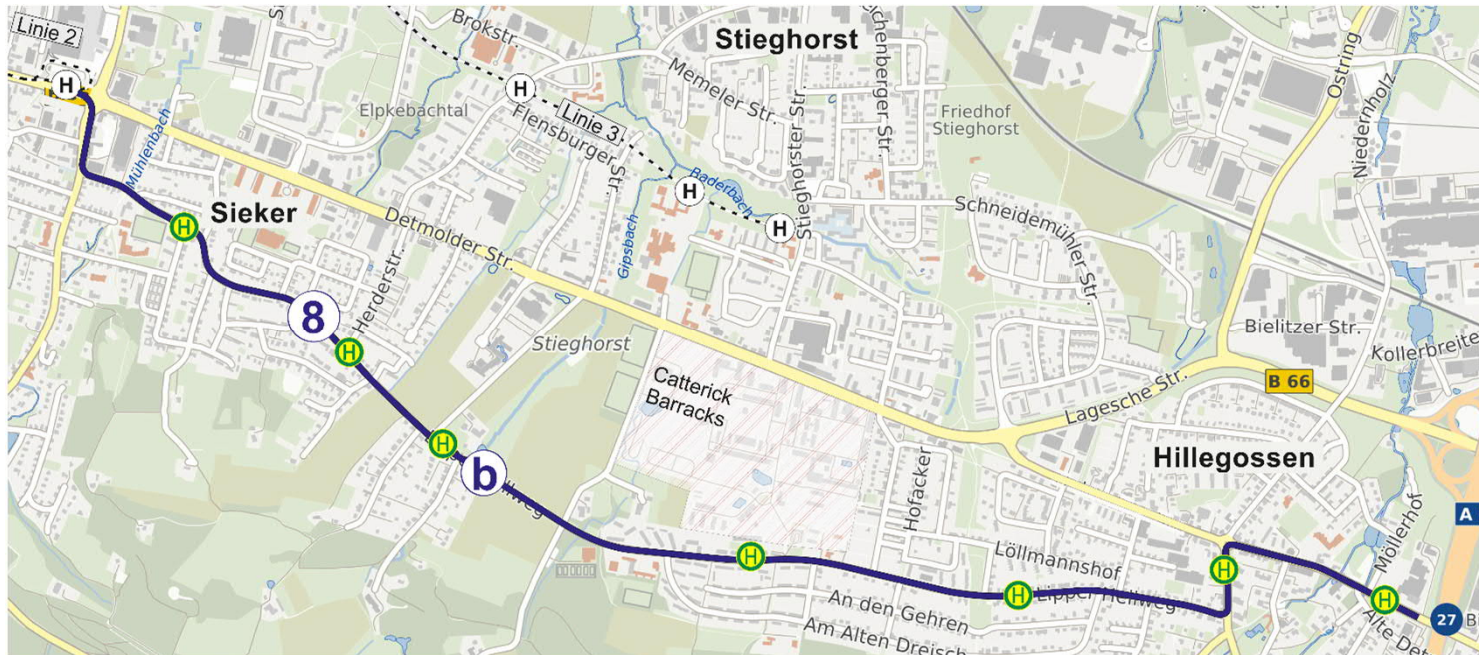 Linie 2
H
Brokstr.
Stieghorst
Ostring
Niedernholz
Memeler Str.
H
Elpkebachtal
Linie 3
Flensburger Str.
Stieghorster Str.
Friedhof
Stieghorst
Mühlenbach
Baderbach
H
H
Schneidemühler Str.
Sieker
H
Detmolder Str.
Gipsbach
Herderstr.
8
H
Stieghorst
Bielitzer Str.
Kollerbreite
Catterick
Barracks
B 66
Lagesche Str.
H
b
Hillegossen
Hofacker
A
Möllerhof
H
Löllmannshof
H
H
Lipper Hellweg
An den Gehren
H
Am Alten Dreisch
27